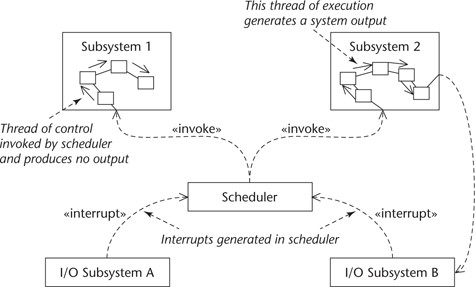 This thread of execution
generates a system output
Subsystem 1
Subsystem 2
Thread of control
invoked by scheduler
and produces no output
«invoke»
«invoke»
Scheduler
«interrupt»
«interrupt»
Interrupts generated in scheduler
I/O Subsystem A
I/O Subsystem B